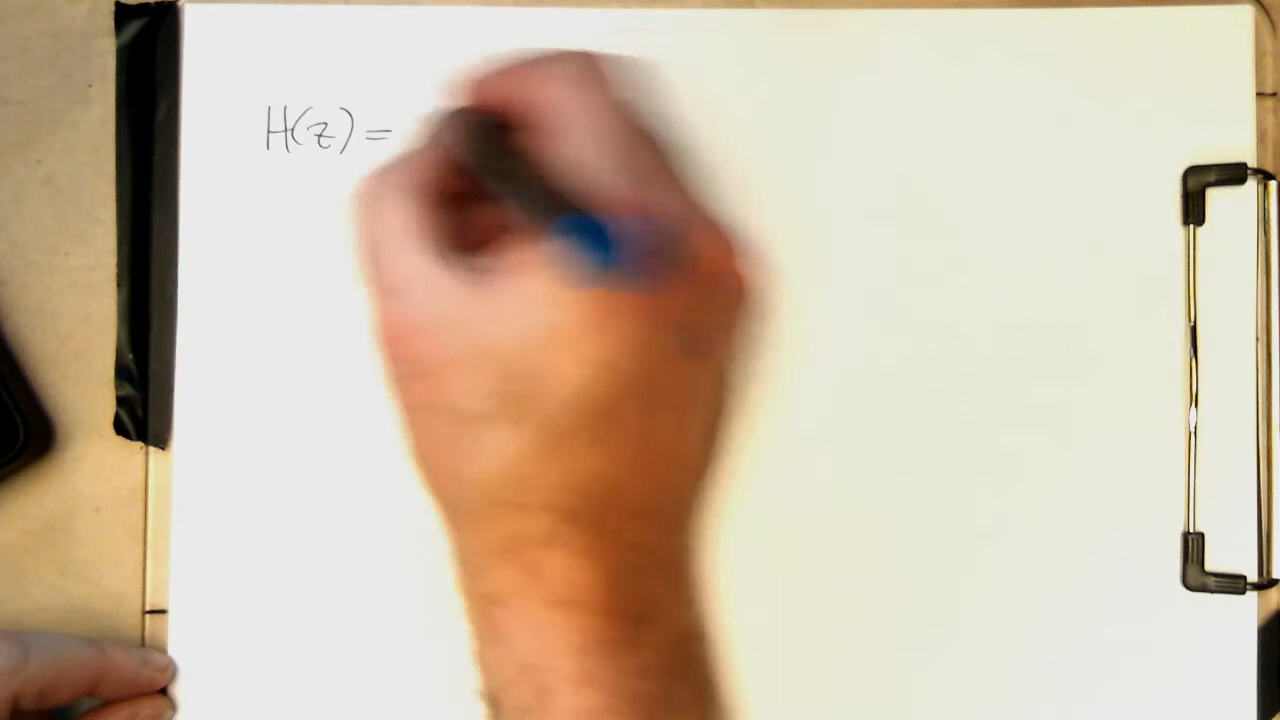 H(z) =